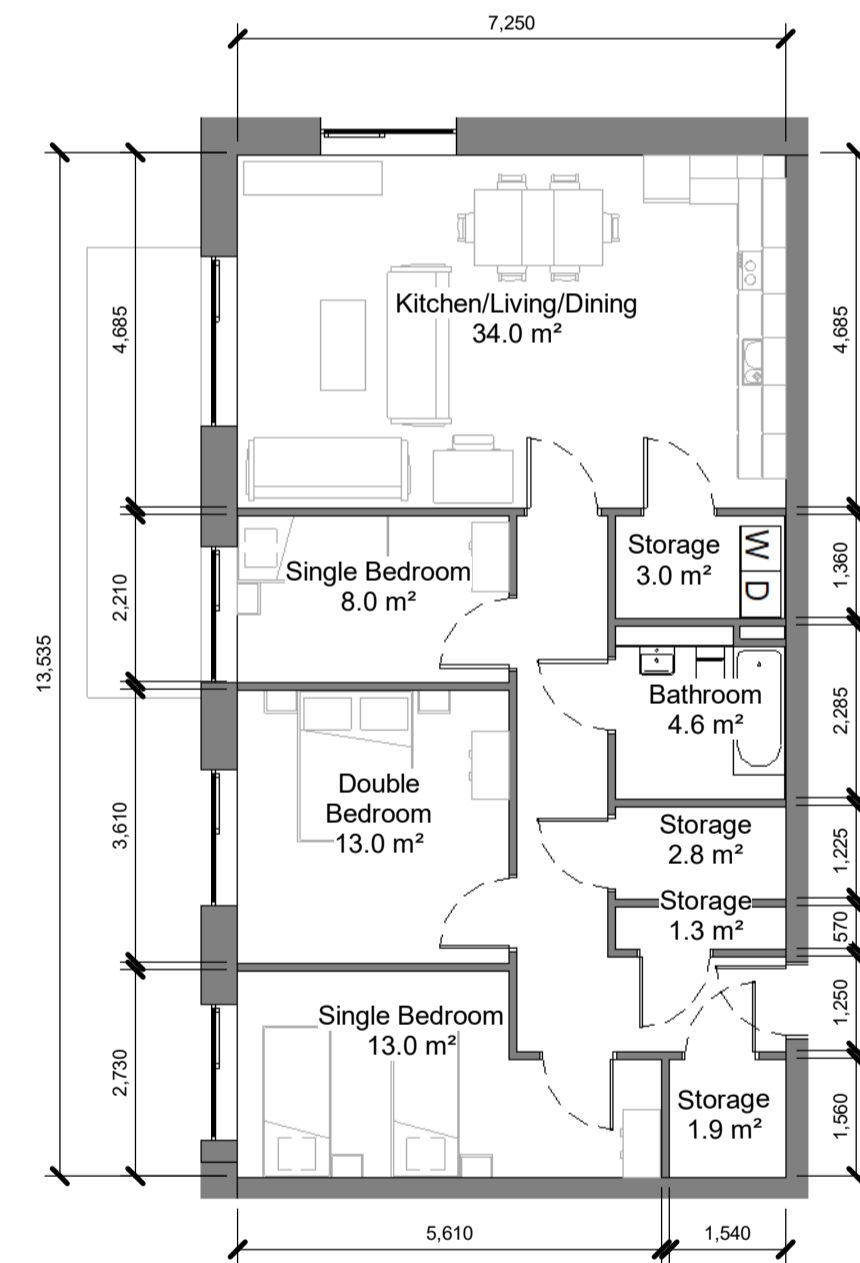 7,250
4,685
4,685
Kitchen/Living/Dining
34.0 m²
13,535
2,210
Single Bedroom
8.0 m²
Storage
3.0 m²
W
D
1,360
Bathroom
4.6 m²
2,285
3,610
Double
Bedroom
13.0 m²
Storage
2.8 m²
1,225
Storage
1.3 m²
570
1,250
2,730
Single Bedroom
13.0 m²
Storage
1.9 m²
1,560
5,610
1,540